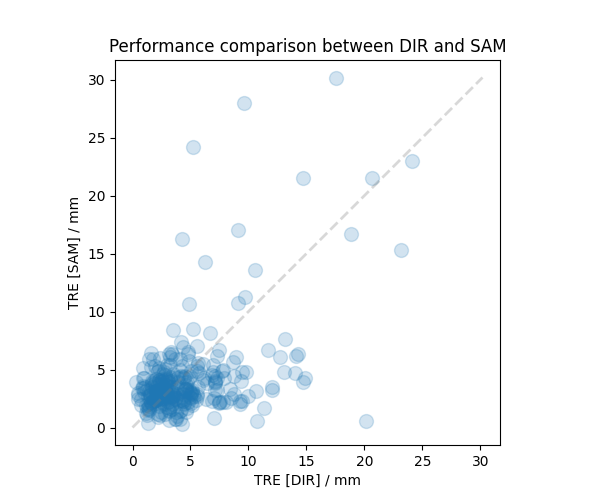 Performance comparison between DIR and SAM
30
25
20
15
10
5
0
TRE [SAM] / mm
0 5 10 15 20 25 30
TRE [DIR] / mm